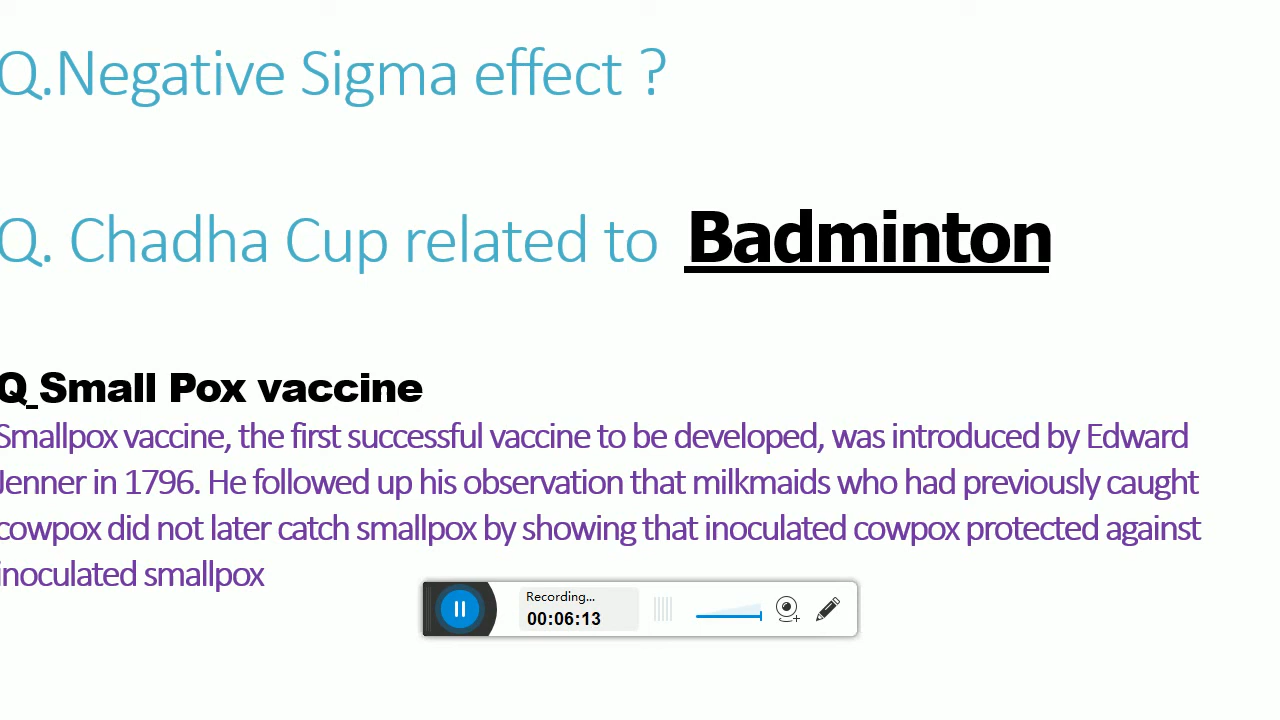 Q.Negative Sigma effect ?
Q. Chadha Cup related to Badminton
Q Small Pox vaccine
Smallpox vaccine, the first successful vaccine to be developed, was introduced by Edward
Jenner in 1796. He followed up his observation that milkmaids who had previously caught
cowpox did not later catch smallpox by showing that inoculated cowpox protected against
inoculated smallpox
Recording...
00:06:13